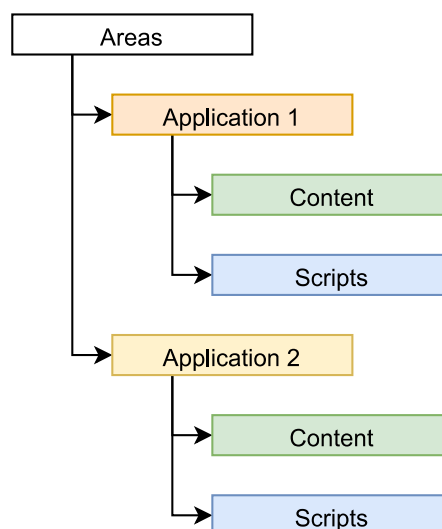 Areas
Application 1
Content
Scripts
Application 2
Content
Scripts